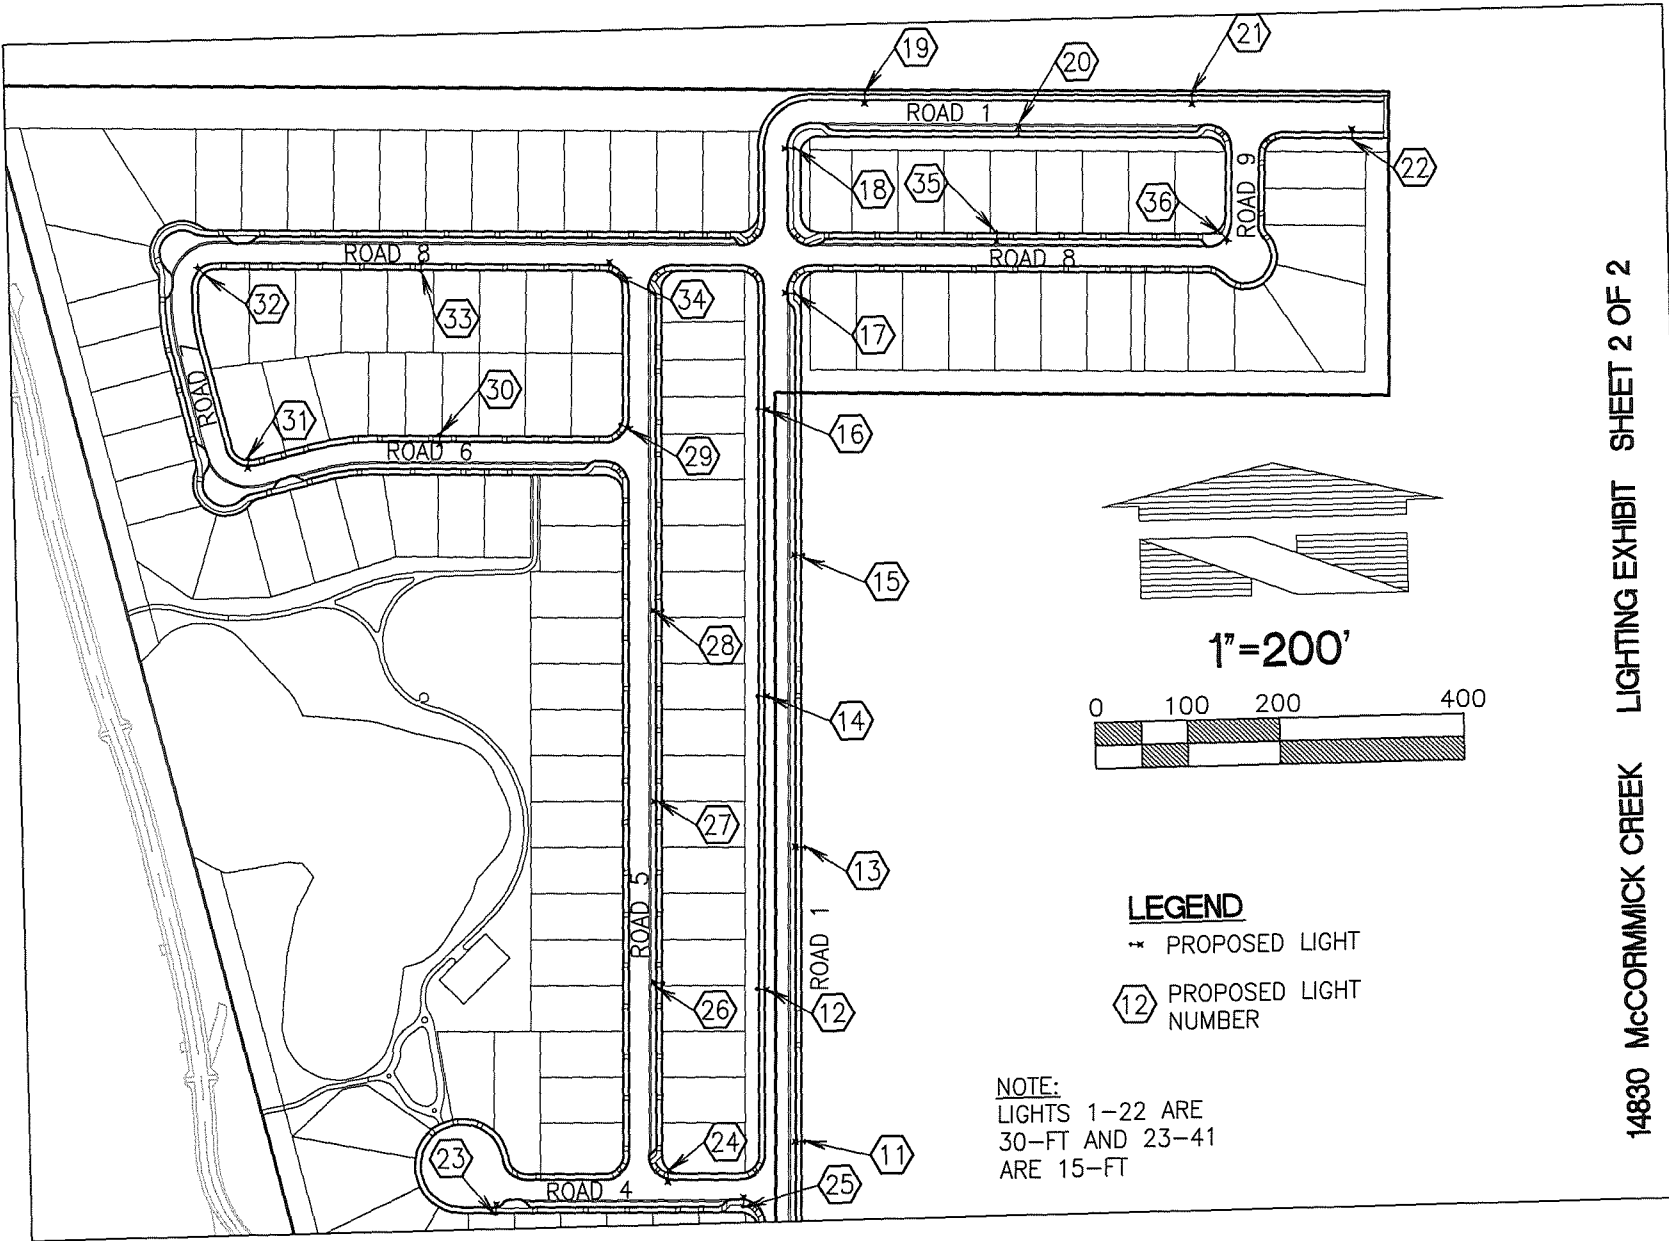 19
20
21
ROAD 1
22
18
35
36
ROAD 9
ROAD 8
ROAD 8
32
33
34
17
ROAD 7
31
30
ROAD 6
29
16
15
28
14
27
13
ROAD 5
ROAD 1
26
12
24
11
23
ROAD 4
25
1"=200'
0 100 200 400
LEGEND
PROPOSED LIGHT
12 PROPOSED LIGHT
NUMBER
NOTE:
LIGHTS 1-22 ARE
30-FT AND 23-41
ARE 15-FT
14830 McCORMMICK CREEK LIGHTING EXHIBIT SHEET 2 OF 2